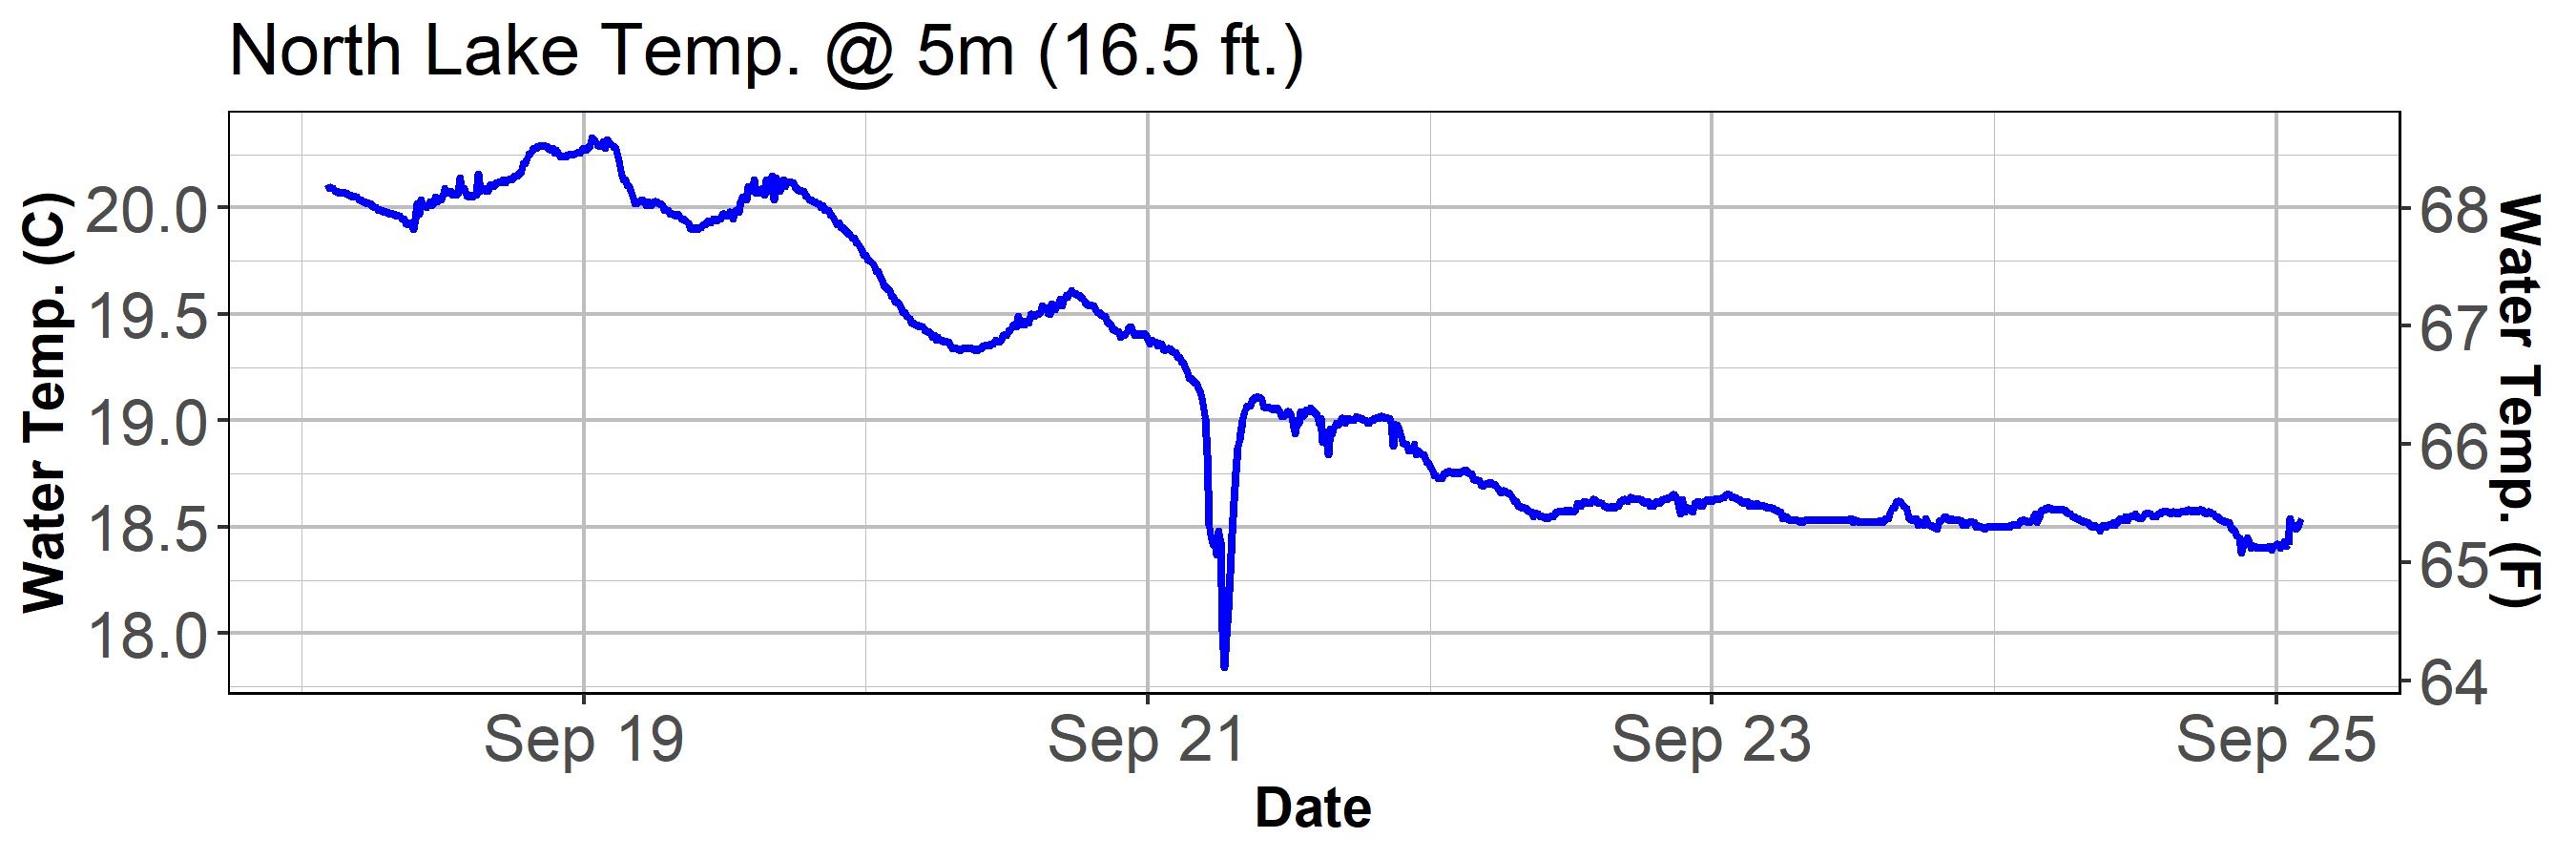 North Lake Temp. @ 5m (16.5 ft.)
Water Temp. (C)
20.0
19.5
19.0
18.5
18.0
68
67
66
65
64
Water Temp. (F)
Sep 19
Sep 21
Sep 23
Sep 25
Date